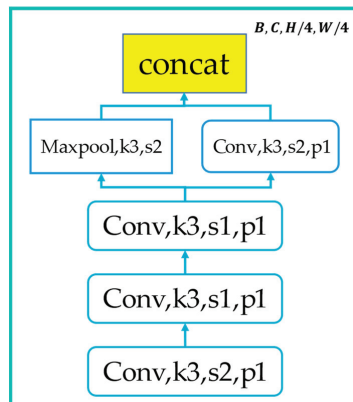 B, C, H/4, W/4
concat
Maxpool,k3,s2
Conv,k3,s2,p1
Conv,k3,s1,p1
Conv,k3,s1,p1
Conv,k3,s2,p1